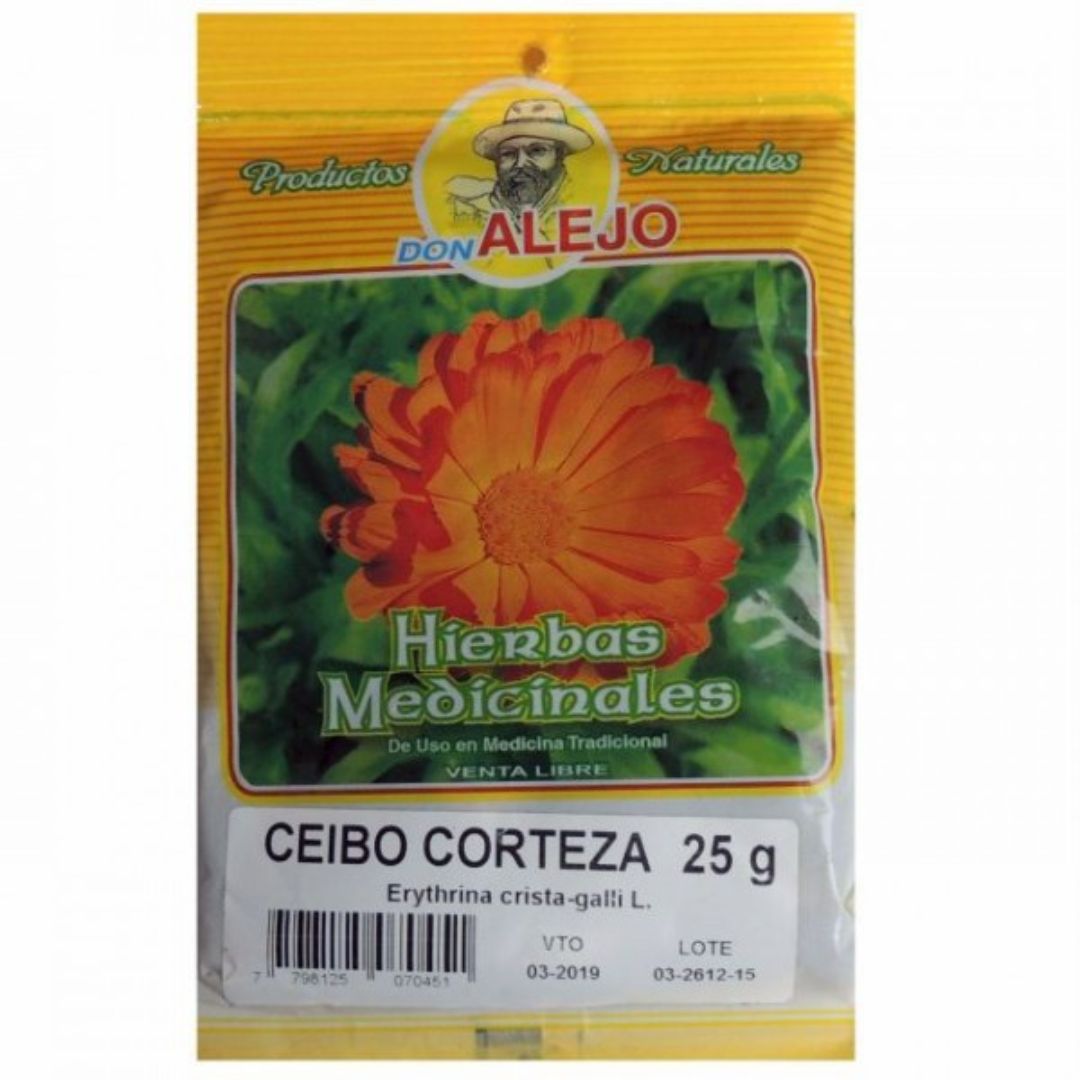 Productos
Naturales
DON ALEJO
Hierbas
Medicinales
De Uso en Medicina Tradicional
VENTA LIBRE
CEIBO CORTEZA 25 g
Erythrina crista-galli L.
VTO
03-2019
LOTE
03-2612-15
7 798125 070451